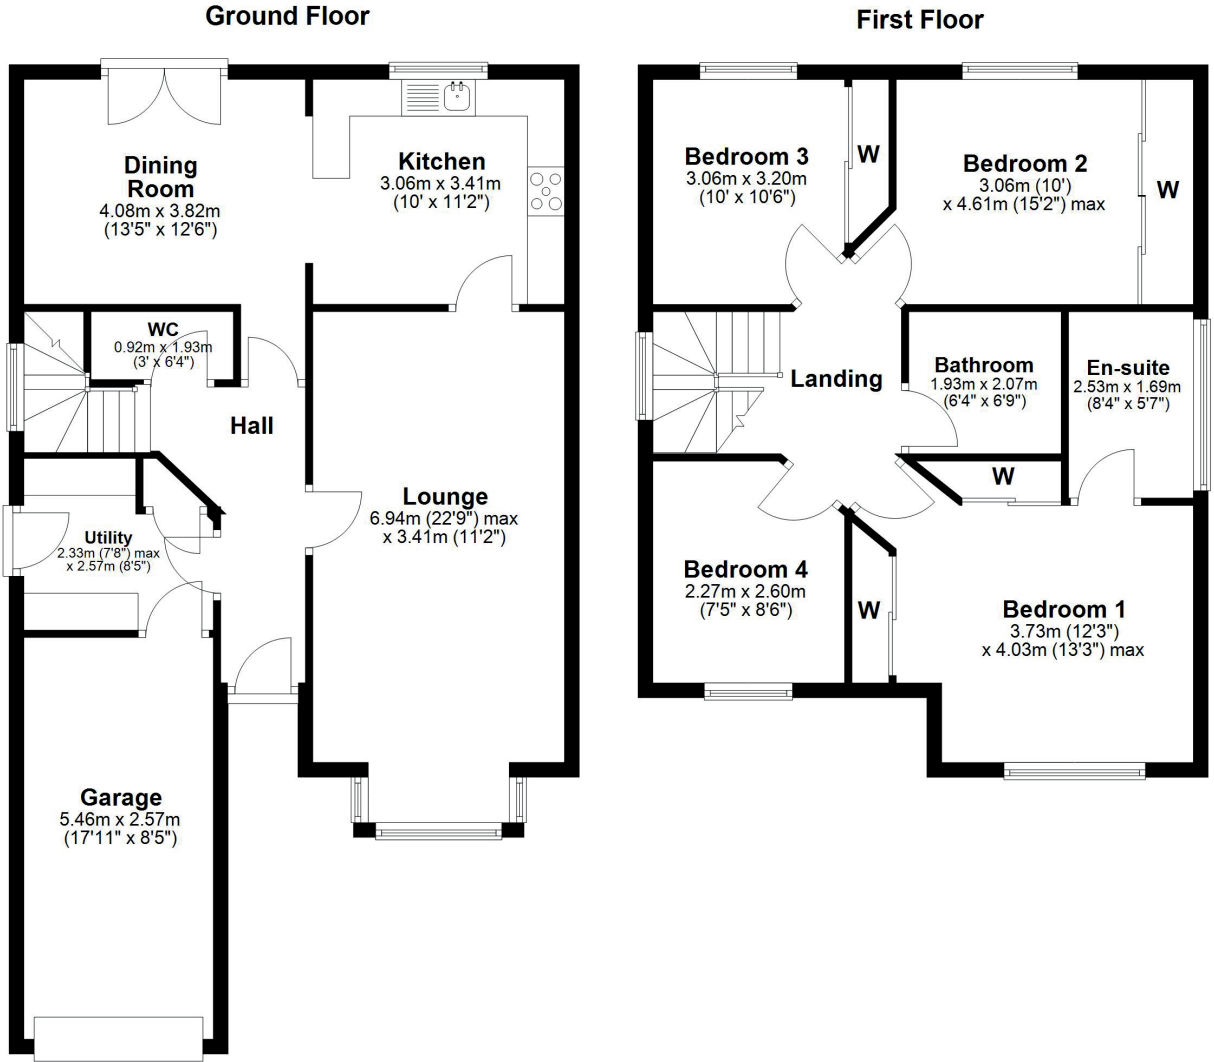 Ground Floor
Dining
Room
4.08m x 3.82m
(13'5" x 12'6")
Kitchen
3.06m x 3.41m
(10' x 11'2")
WC
0.92m x 1.93m
(3' x 6'4")
Hall
Lounge
6.94m (22'9") max
x 3.41m (11'2")
Utility
2.33m (7'8") max
x 2.57m (8'5")
Garage
5.46m x 2.57m
(17'11" x 8'5")
First Floor
Bedroom 3
3.06m x 3.20m
(10' x 10'6")
W
Bedroom 2
3.06m (10')
x 4.61m (15'2") max
W
Landing
Bathroom
1.93m x 2.07m
(6'4" x 6'9")
En-suite
2.53m x 1.69m
(8'4" x 5'7")
W
Bedroom 4
2.27m x 2.60m
(7'5" x 8'6")
W
Bedroom 1
3.73m (12'3")
x 4.03m (13'3") max